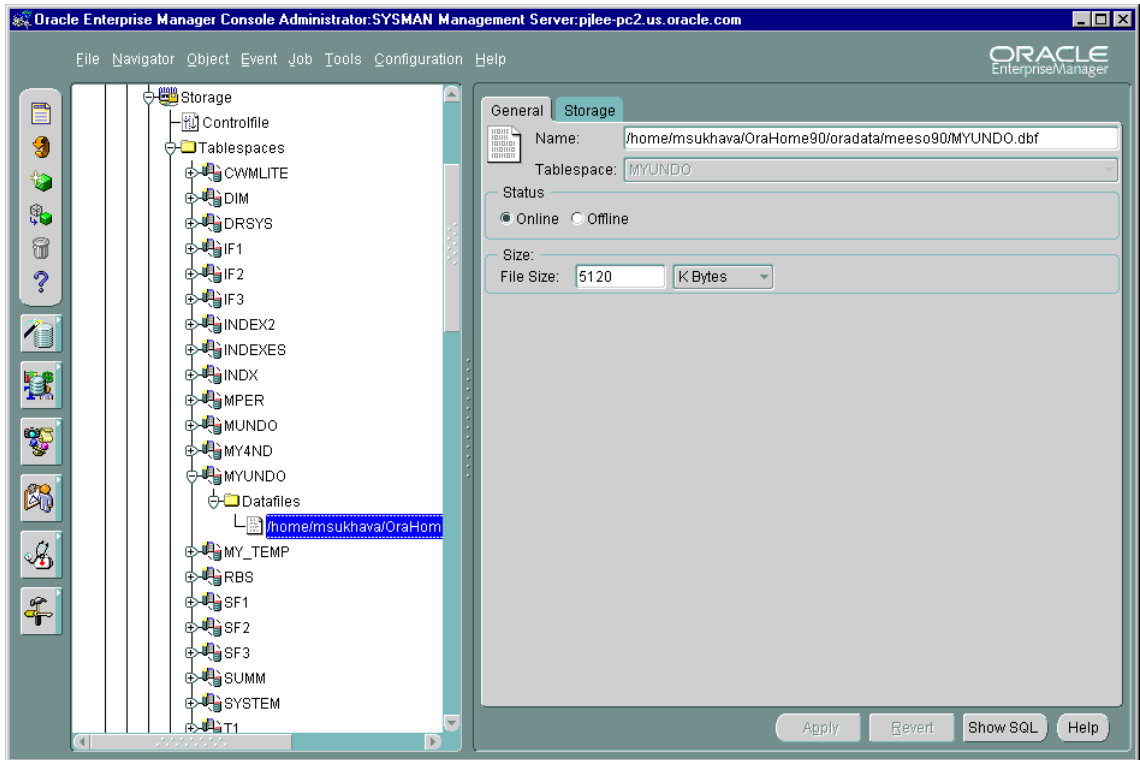 Oracle Enterprise Manager Console Administrator:SYSMAN Management Server:pjlee-pc2.us.oracle.com
File Navigator Object Event Job Tools Configuration Help
ORACLE
EnterpriseManager
Storage
Controlfile
Tablespaces
CWMLITE
DIM
DRSYS
IF1
IF2
IF3
INDEX2
INDEXES
INDX
MPER
MUNDO
MY4ND
MYUNDO
Datafiles
/home/msukhava/OraHom
MY_TEMP
RBS
SF1
SF2
SF3
SUMM
SYSTEM
T1
General Storage
Name: /home/msukhava/OraHome90/oradata/meeso90/MYUNDO.dbf
Tablespace: MYUNDO
Status
Online Offline
Size:
File Size: 5120 K Bytes
Apply Revert Show SQL Help